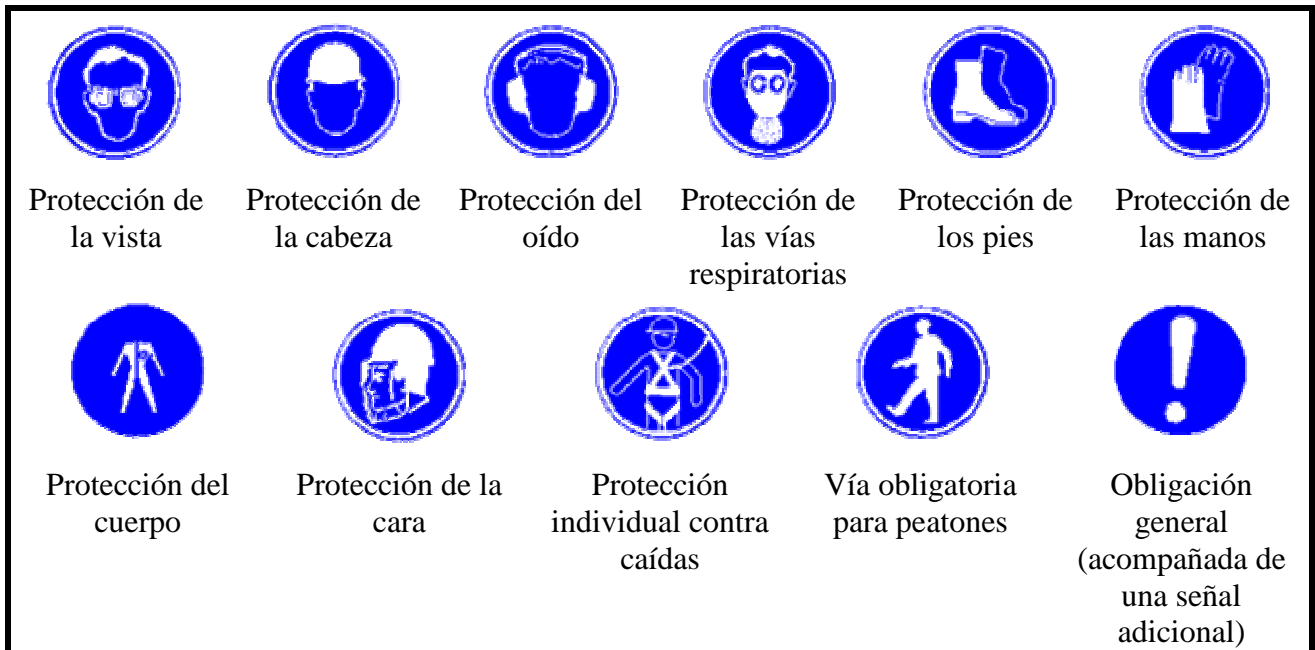 Protección de
la vista
Protección de
la cabeza
Protección del
oído
Protección de
las vías
respiratorias
Protección de
los pies
Protección de
las manos
Protección del
cuerpo
Protección de la
cara
Protección
individual contra
caídas
Vía obligatoria
para peatones
Obligación
general
(acompañada de
una señal
adicional)